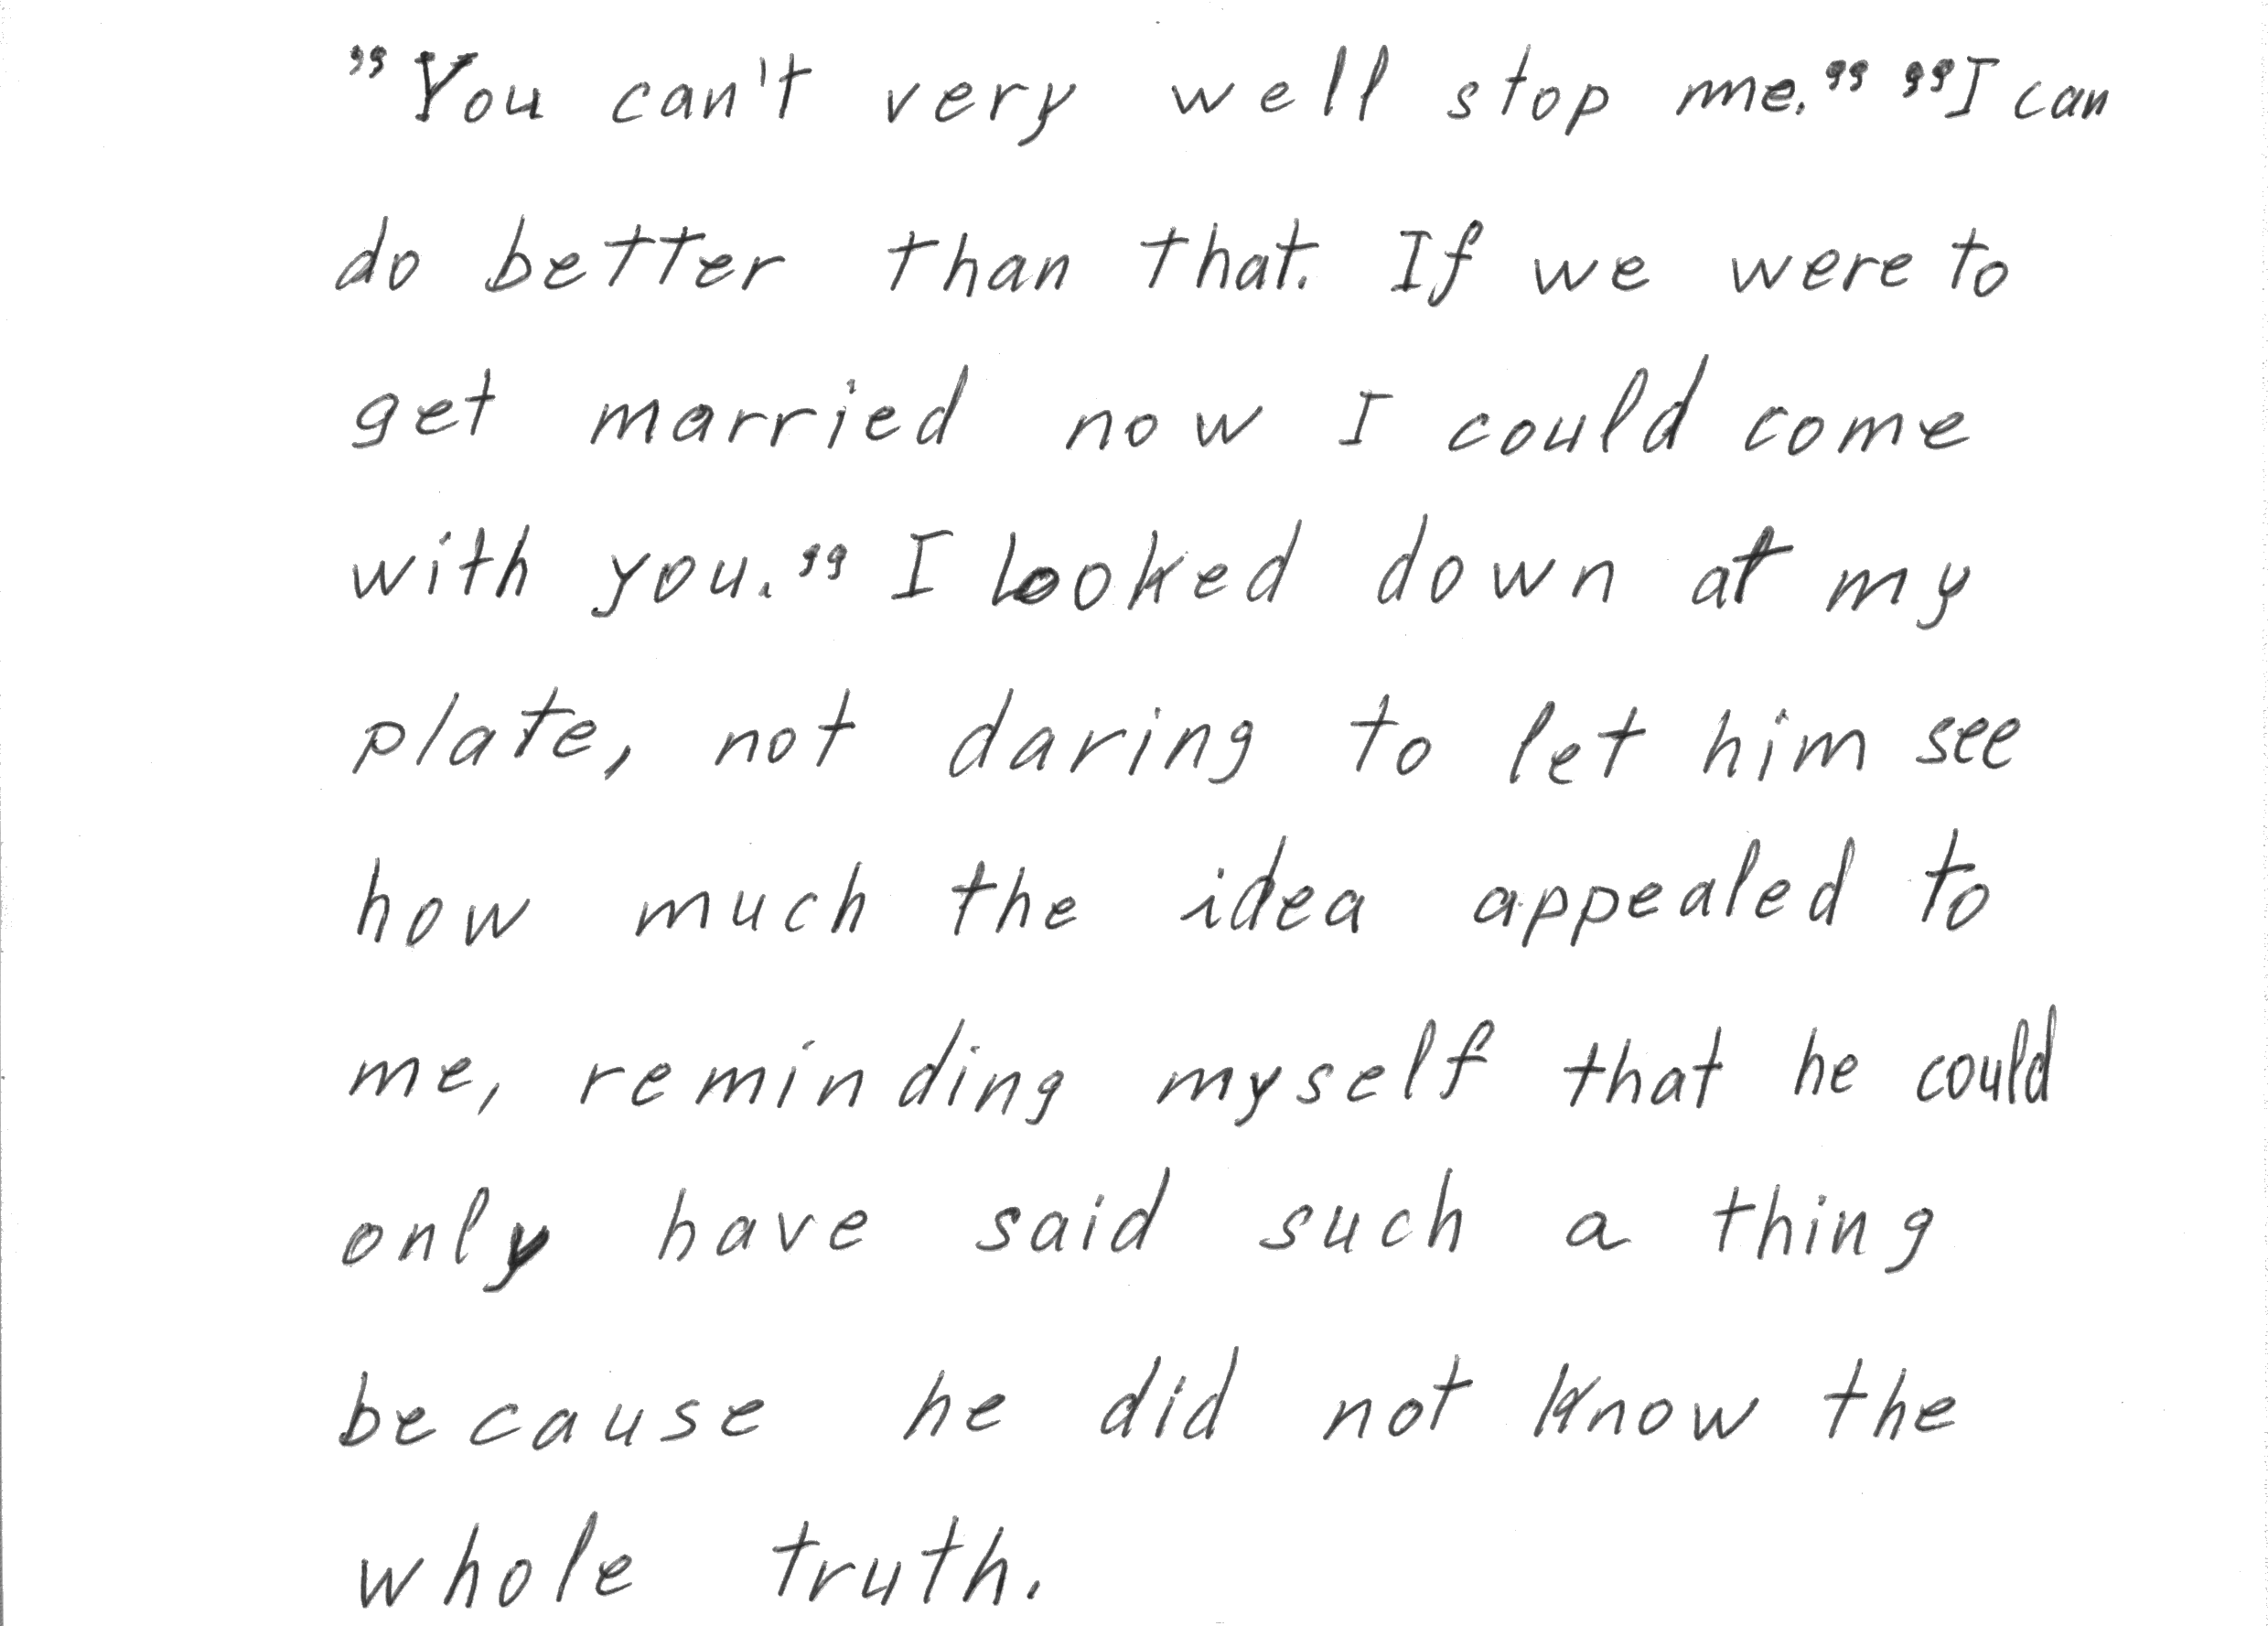 ”You can't very well stop me.” ”I can
do better than that. If we were to
get married now I could come
with you.” I looked down at my
plate, not daring to let him see
how much the idea appealed to
me, reminding myself that he could
only have said such a thing
because he did not know the
whole truth.